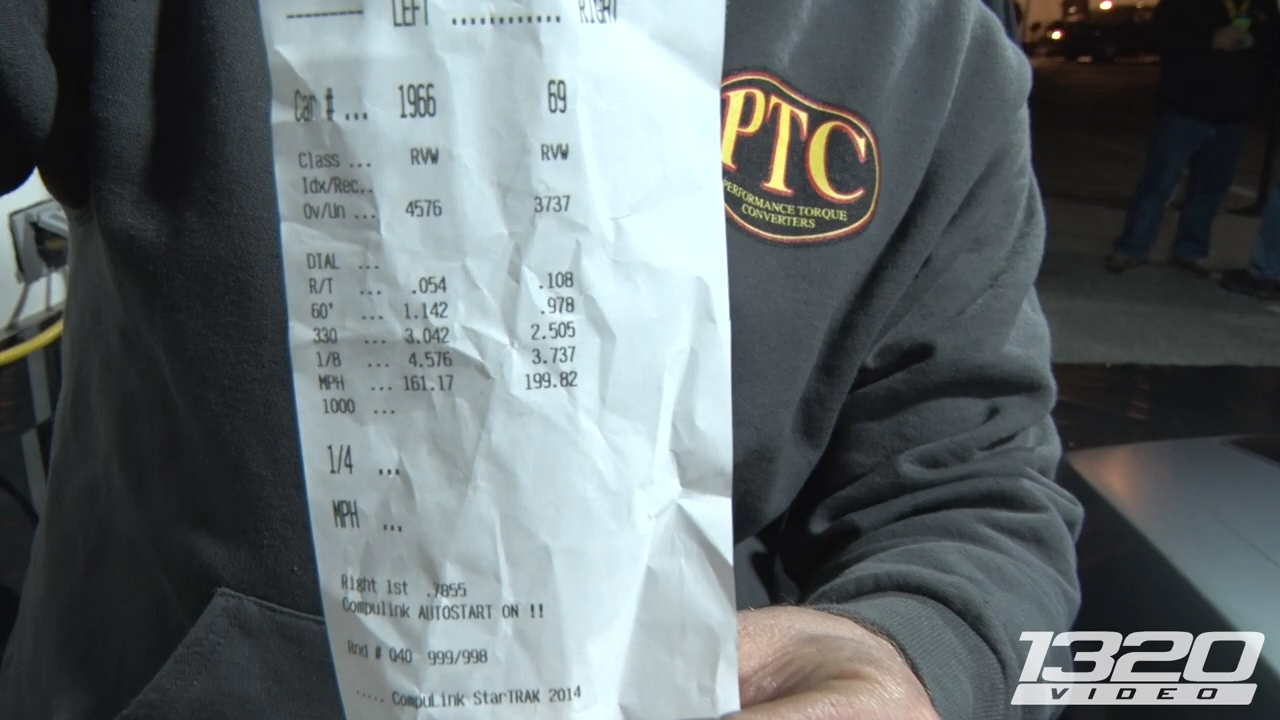 --------- LEFT ............ RIGHT
Car # ... 1966 69
Class ... RVW RVW
Idx/Rec..
Ov/Un ... 4576 3737
DIAL ...
R/T ... .054 .108
60' ... 1.142 .978
330 ... 3.042 2.505
1/8 ... 4.576 3.737
MPH ... 161.17 199.82
1000 ...
1/4 ...
MPH ...
Right 1st .7855
Compulink AUTOSTART ON !!
Rnd # Q40 999/998
..... CompuLink StarTRAK 2014
PTC
PERFORMANCE TORQUE
CONVERTERS
1320
VIDEO